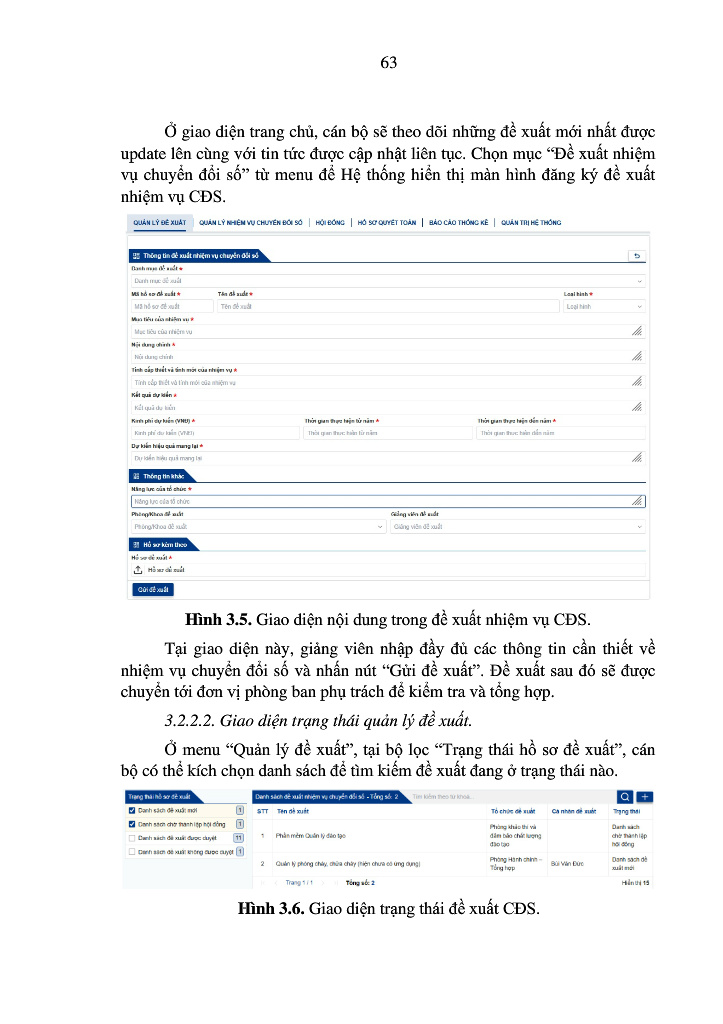 63
Ở giao diện trang chủ, cán bộ sẽ theo dõi những đề xuất mới nhất được
update lên cùng với tin tức được cập nhật liên tục. Chọn mục “Đề xuất nhiệm
vụ chuyển đổi số” từ menu để Hệ thống hiển thị màn hình đăng ký đề xuất
nhiệm vụ CĐS.
QUẢN LÝ ĐỀ XUẤT QUẢN LÝ NHIỆM VỤ CHUYỂN ĐỔI SỐ HỘI ĐỒNG HỒ SƠ QUYẾT TOÁN BÁO CÁO THỐNG KÊ QUẢN TRỊ HỆ THỐNG
Thông tin đề xuất nhiệm vụ chuyển đổi số
Danh mục đề xuất *
Danh mục đề xuất
Mã hồ sơ đề xuất * Tên đề xuất * Loại hình *
Mã hồ sơ đề xuất Tên đề xuất Loại hình
Mục tiêu của nhiệm vụ *
Mục tiêu của nhiệm vụ
Nội dung chính *
Nội dung chính
Tính cấp thiết và tính mới của nhiệm vụ *
Tính cấp thiết và tính mới của nhiệm vụ
Kết quả dự kiến *
Kết quả dự kiến
Kinh phí dự kiến (VNĐ) * Thời gian thực hiện từ năm * Thời gian thực hiện đến năm *
Kinh phí dự kiến (VNĐ) Thời gian thực hiện từ năm Thời gian thực hiện đến năm
Dự kiến hiệu quả mang lại *
Dự kiến hiệu quả mang lại
Thông tin khác
Năng lực của tổ chức *
Năng lực của tổ chức
Phòng/Khoa đề xuất Giảng viên đề xuất
Phòng/Khoa đề xuất Giảng viên đề xuất
Hồ sơ kèm theo
Hồ sơ đề xuất *
Hồ sơ đề xuất
Gửi đề xuất
Hình 3.5. Giao diện nội dung trong đề xuất nhiệm vụ CĐS.
Tại giao diện này, giảng viên nhập đầy đủ các thông tin cần thiết về
nhiệm vụ chuyển đổi số và nhấn nút “Gửi đề xuất”. Đề xuất sau đó sẽ được
chuyển tới đơn vị phòng ban phụ trách để kiểm tra và tổng hợp.
3.2.2.2. Giao diện trạng thái quản lý đề xuất.
Ở menu “Quản lý đề xuất”, tại bộ lọc “Trạng thái hồ sơ đề xuất”, cán
bộ có thể kích chọn danh sách để tìm kiếm đề xuất đang ở trạng thái nào.
Trạng thái hồ sơ đề xuất
Danh sách đề xuất mới 1
Danh sách chờ thành lập hội đồng 1
Danh sách đề xuất được duyệt 11
Danh sách đề xuất không được duyệt 1
Danh sách đề xuất nhiệm vụ chuyển đổi số - Tổng số: 2 Tìm kiếm theo từ khoá...
STT Tên đề xuất Tổ chức đề xuất Cá nhân đề xuất Trạng thái
1 Phần mềm Quản lý đào tạo Phòng khảo thí và đảm bảo chất lượng đào tạo Danh sách chờ thành lập hội đồng
2 Quản lý phòng cháy, chữa cháy (hiện chưa có ứng dụng) Phòng Hành chính – Tổng hợp Bùi Văn Đức Danh sách đề xuất mới
Trang 1 / 1 Tổng số: 2 Hiển thị 15
Hình 3.6. Giao diện trạng thái đề xuất CĐS.